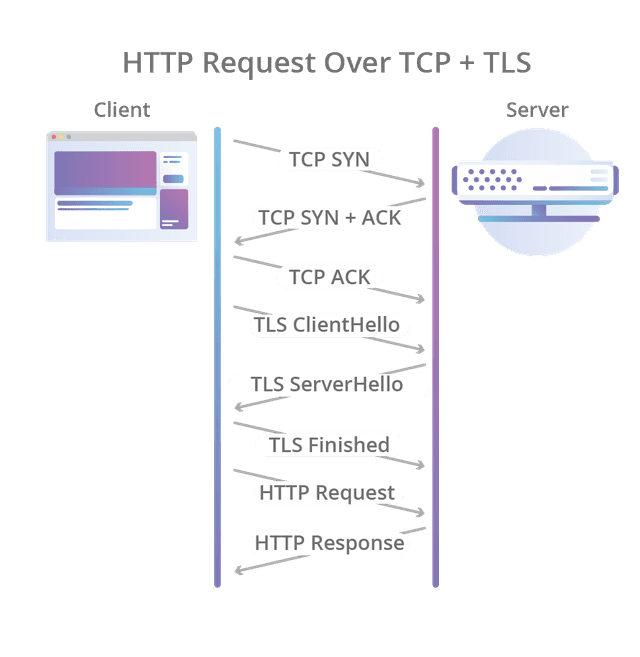 HTTP Request Over TCP + TLS
Client
Server
TCP SYN
TCP SYN + ACK
TCP ACK
TLS ClientHello
TLS ServerHello
TLS Finished
HTTP Request
HTTP Response